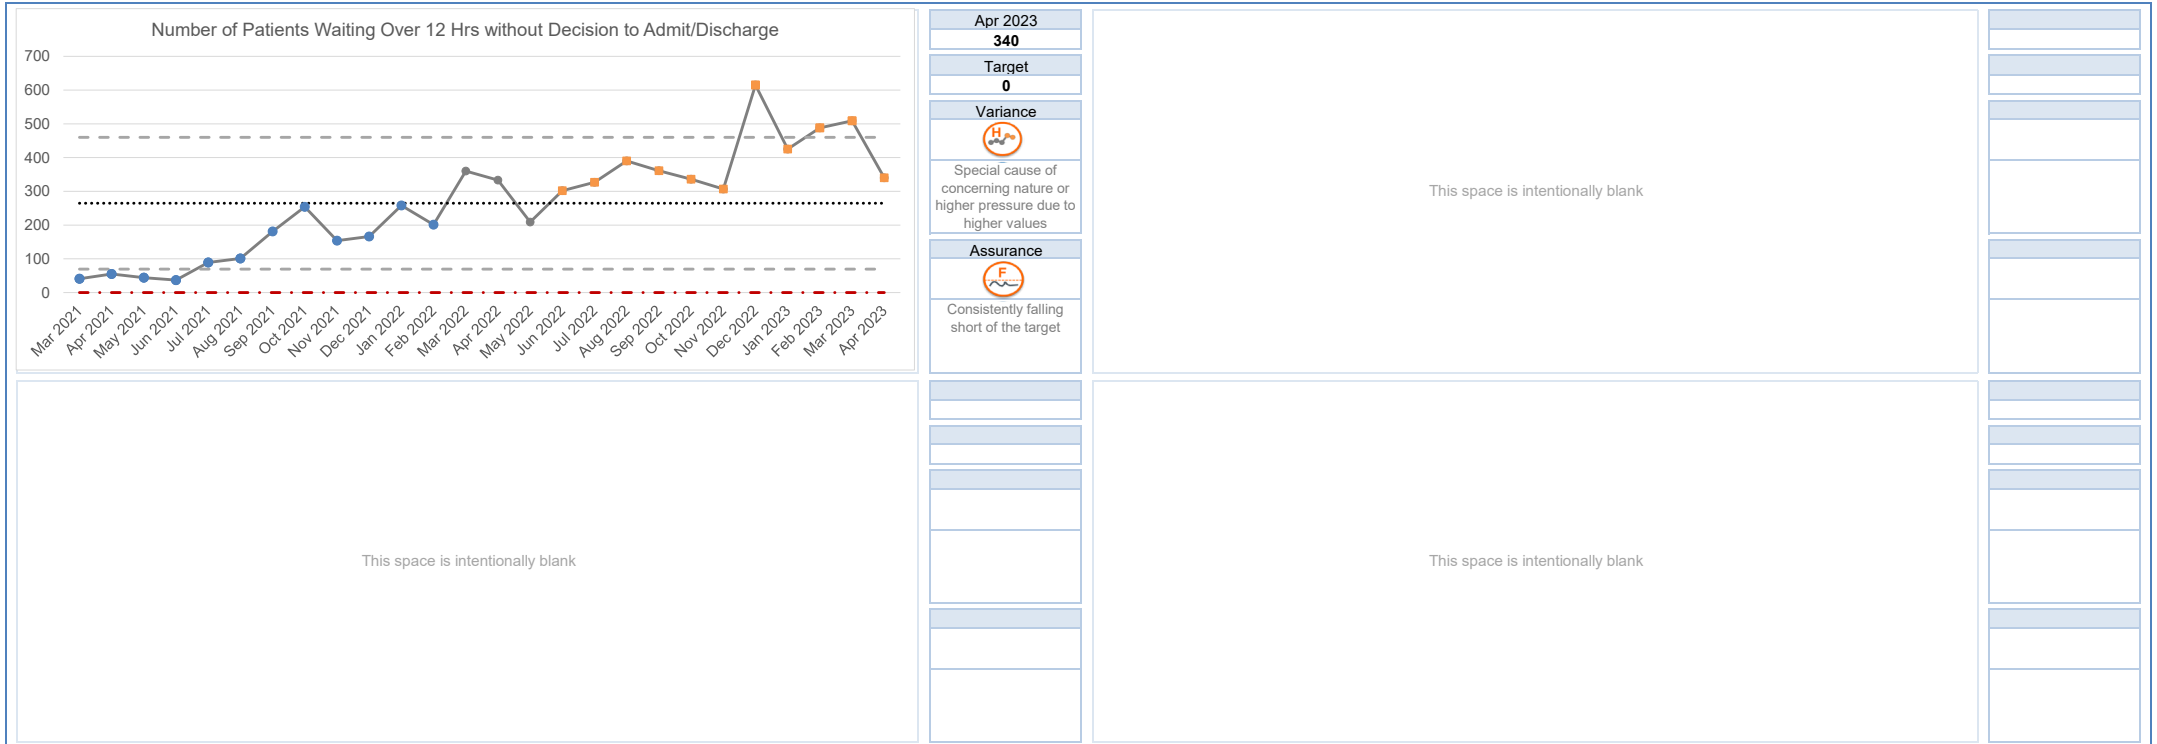 Number of Patients Waiting Over 12 Hrs without Decision to Admit/Discharge
700
600
500
400
300
200
100
0
Mar 2021
Apr 2021
May 2021
Jun 2021
Jul 2021
Aug 2021
Sep 2021
Oct 2021
Nov 2021
Dec 2021
Jan 2022
Feb 2022
Mar 2022
Apr 2022
May 2022
Jun 2022
Jul 2022
Aug 2022
Sep 2022
Oct 2022
Nov 2022
Dec 2022
Jan 2023
Feb 2023
Mar 2023
Apr 2023
Apr 2023
340
Target
0
Variance
H
Special cause of
concerning nature or
higher pressure due to
higher values
Assurance
F
Consistently falling
short of the target
This space is intentionally blank
This space is intentionally blank
This space is intentionally blank